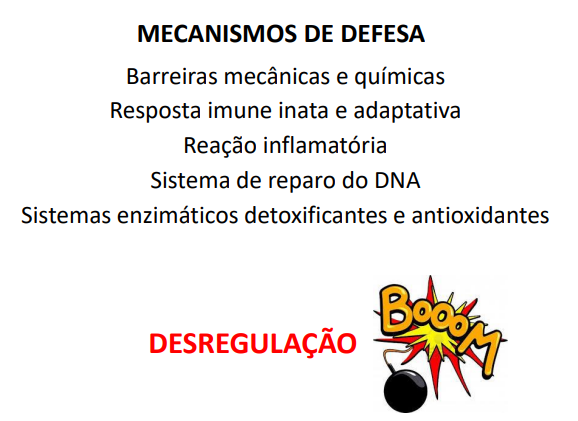 MECANISMOS DE DEFESA
Barreiras mecânicas e químicas
Resposta imune inata e adaptativa
Reação inflamatória
Sistema de reparo do DNA
Sistemas enzimáticos detoxificantes e antioxidantes
DESREGULAÇÃO
BOOOM